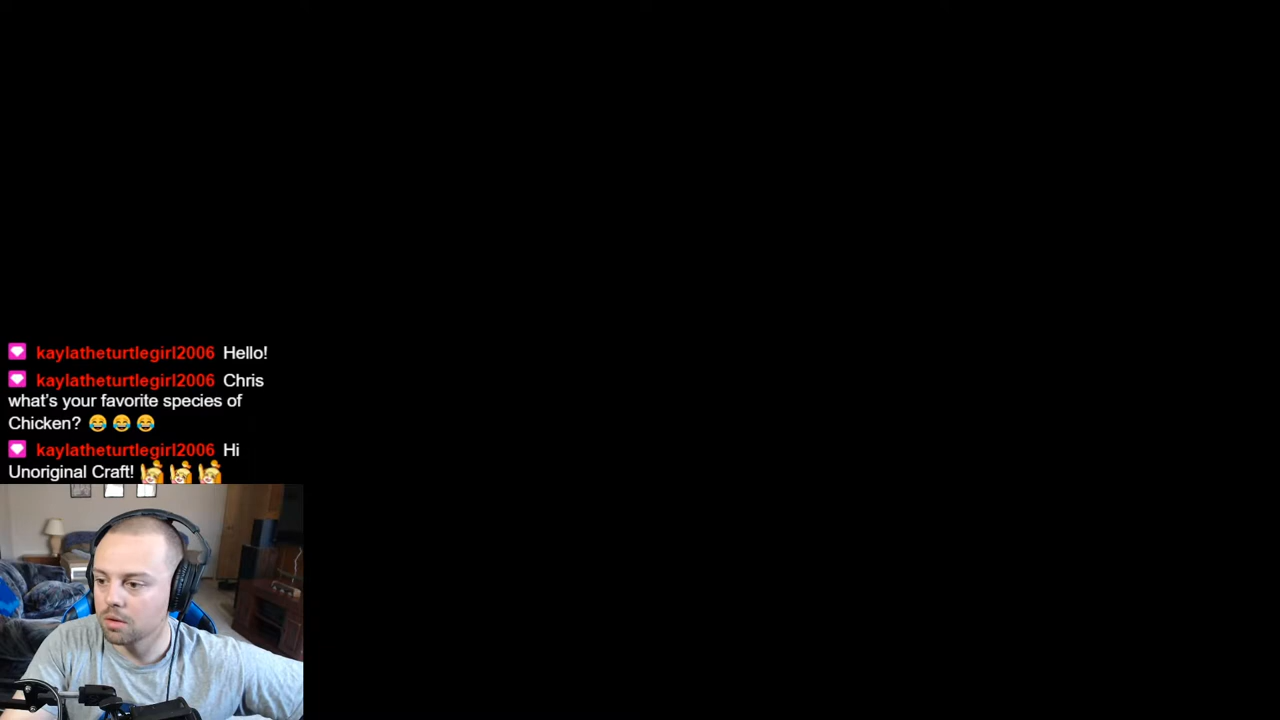 kaylatheturtlegirl2006 Hello!
kaylatheturtlegirl2006 Chris
what's your favorite species of
Chicken? 😂 😂 😂
kaylatheturtlegirl2006 Hi
Unoriginal Craft!